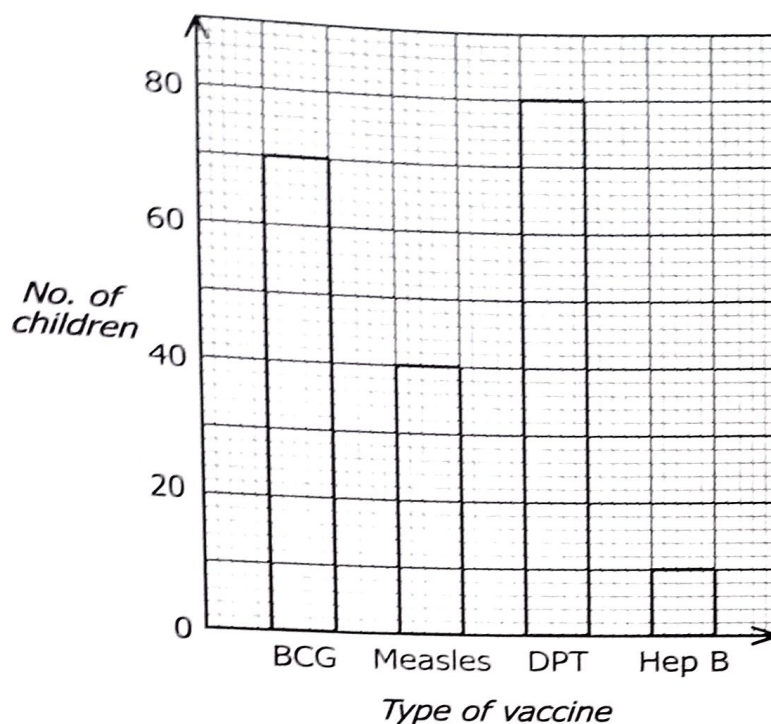 80
60
No. of
children
40
20
0
BCG Measles DPT Hep B
Type of vaccine